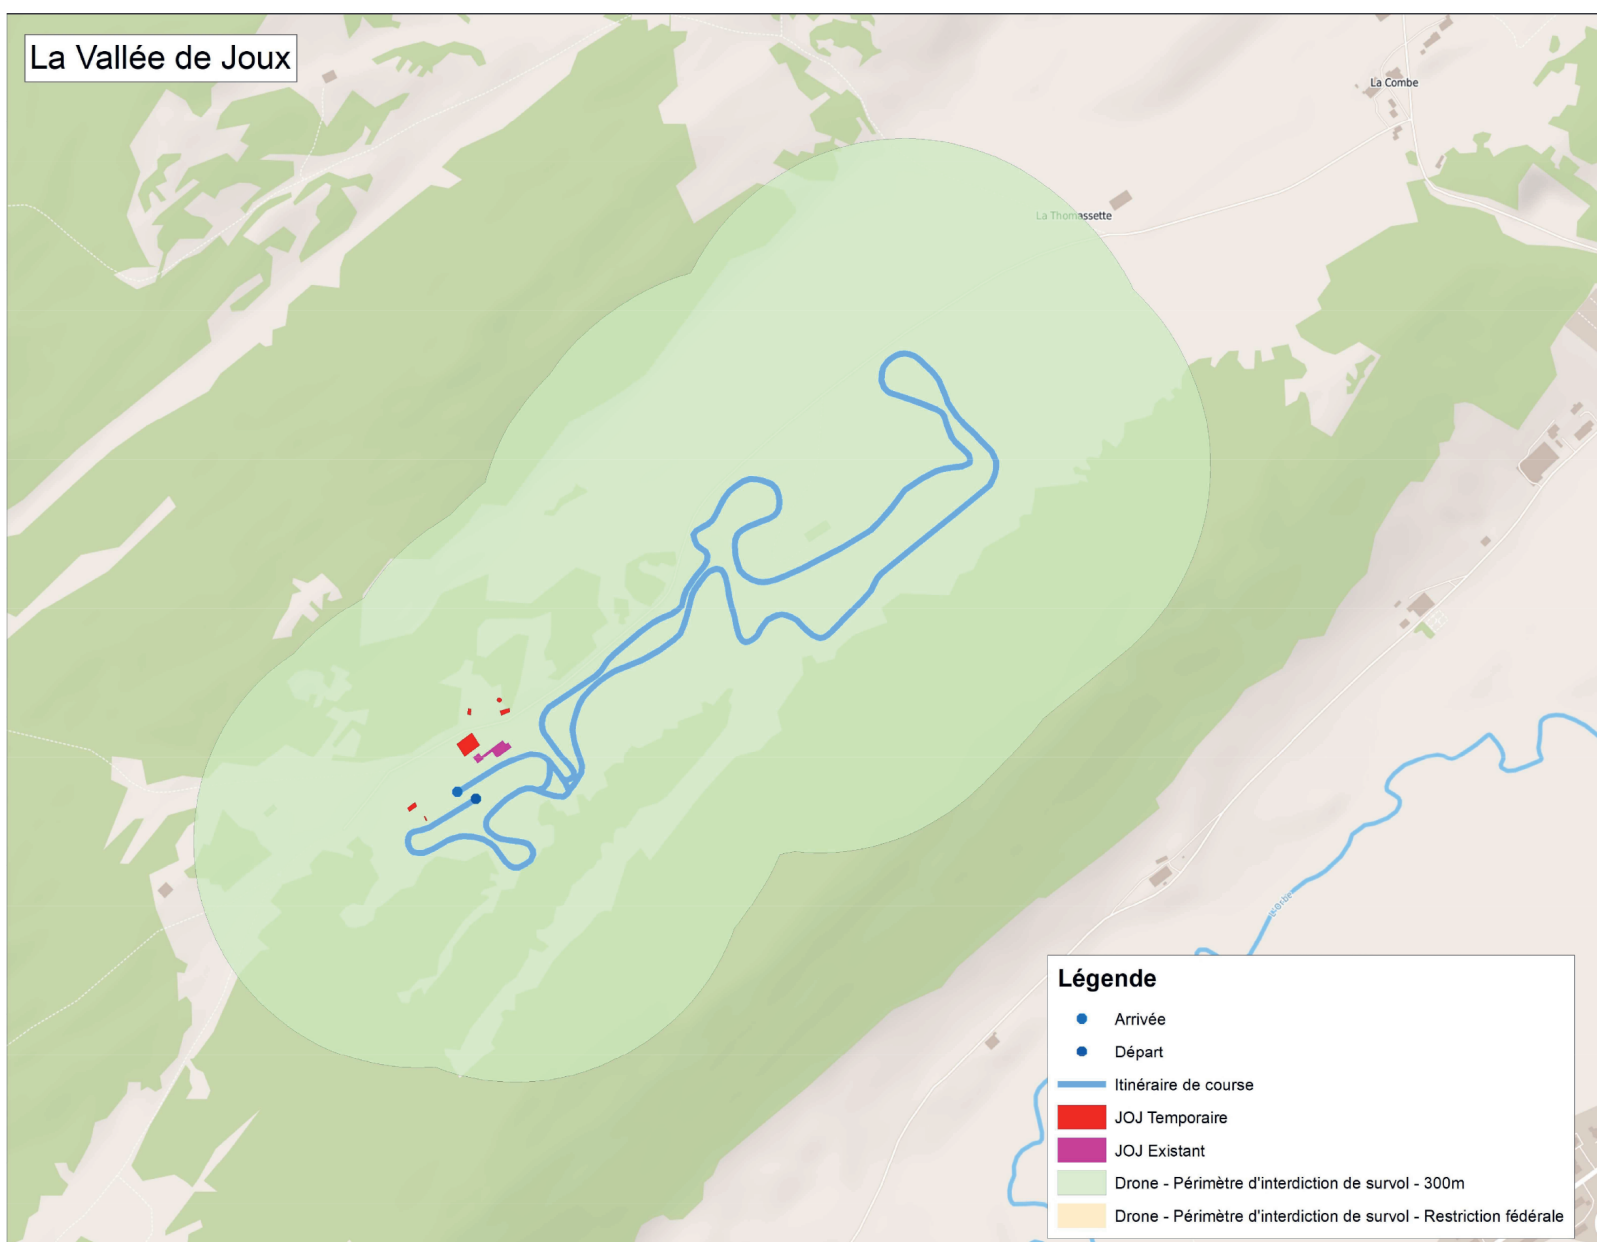 La Vallée de Joux
La Combe
La Thomassette
L'Orbe
Légende
Arrivée
Départ
Itinéraire de course
JOJ Temporaire
JOJ Existant
Drone - Périmètre d'interdiction de survol - 300m
Drone - Périmètre d'interdiction de survol - Restriction fédérale